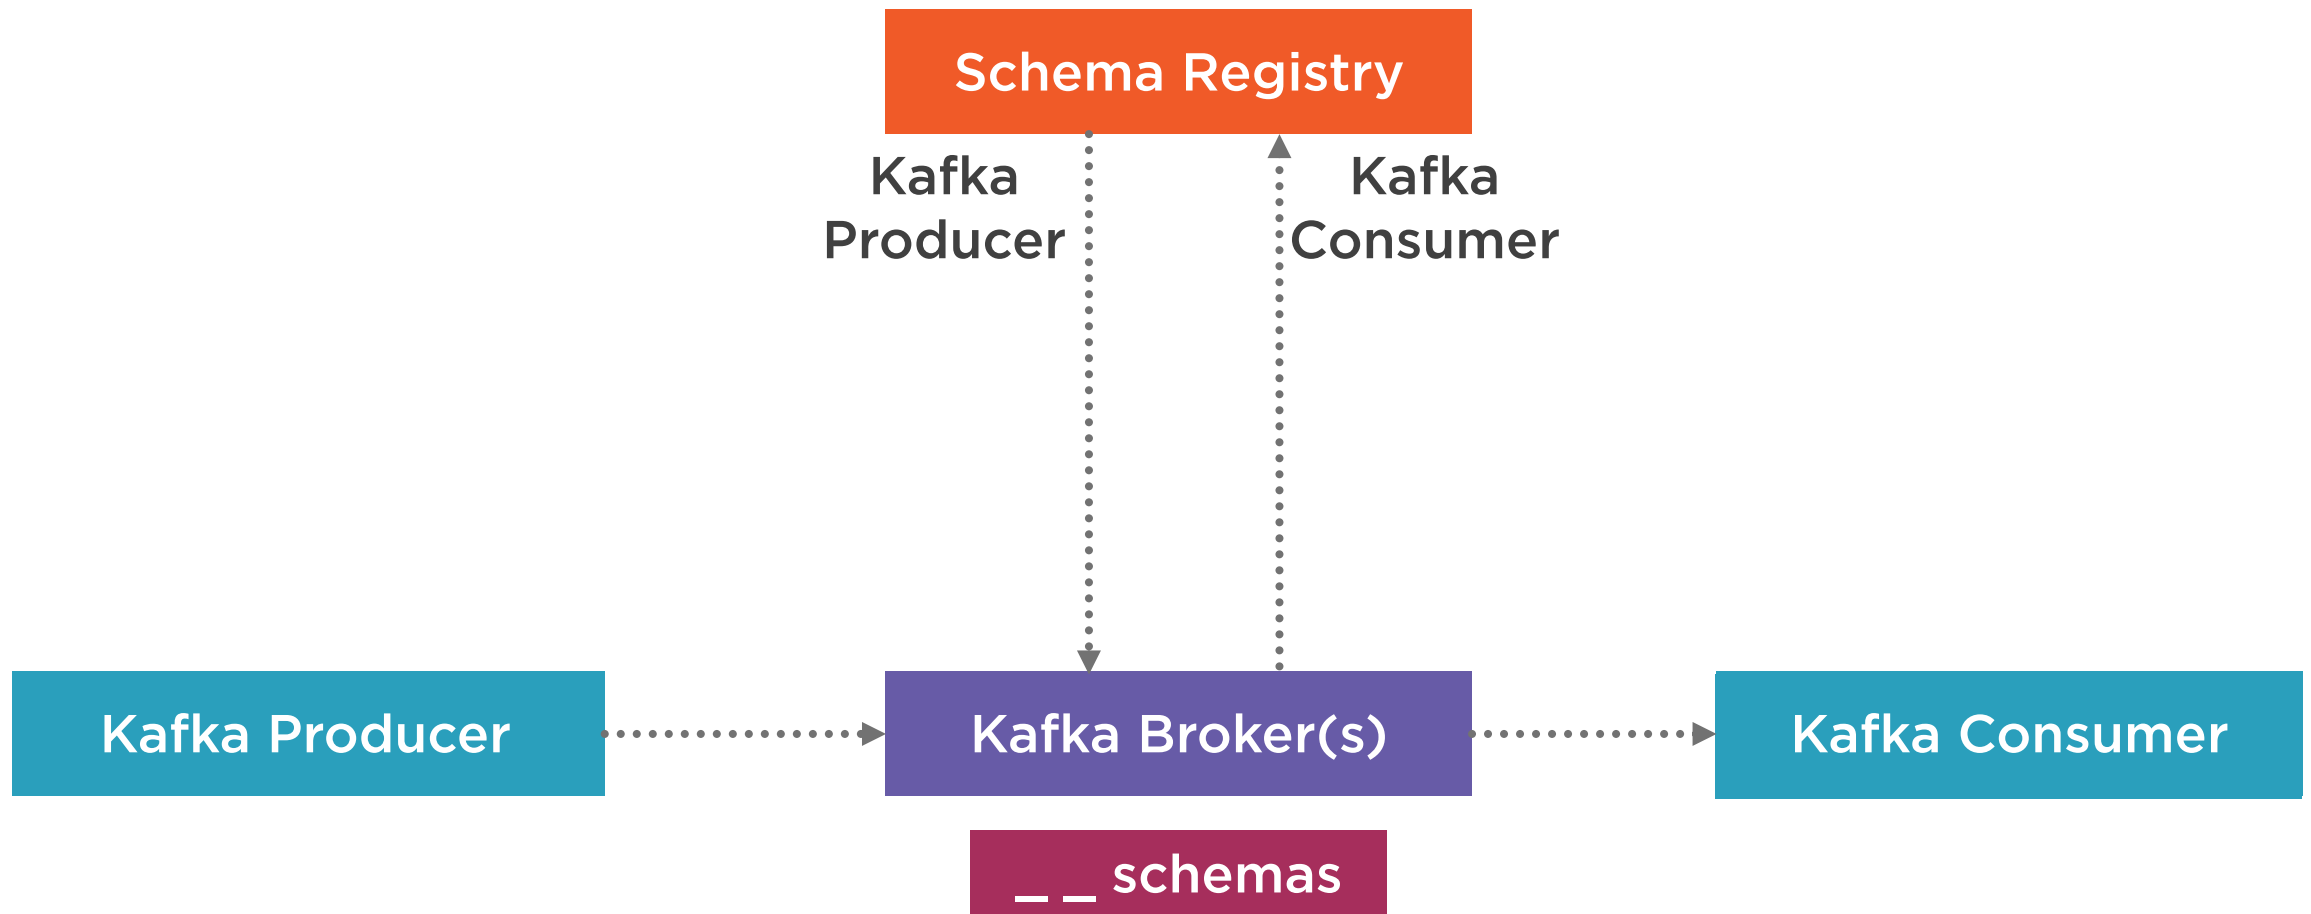 Schema Registry
Kafka
Producer
Kafka
Consumer
Kafka Producer
Kafka Broker(s)
Kafka Consumer
_ _ schemas